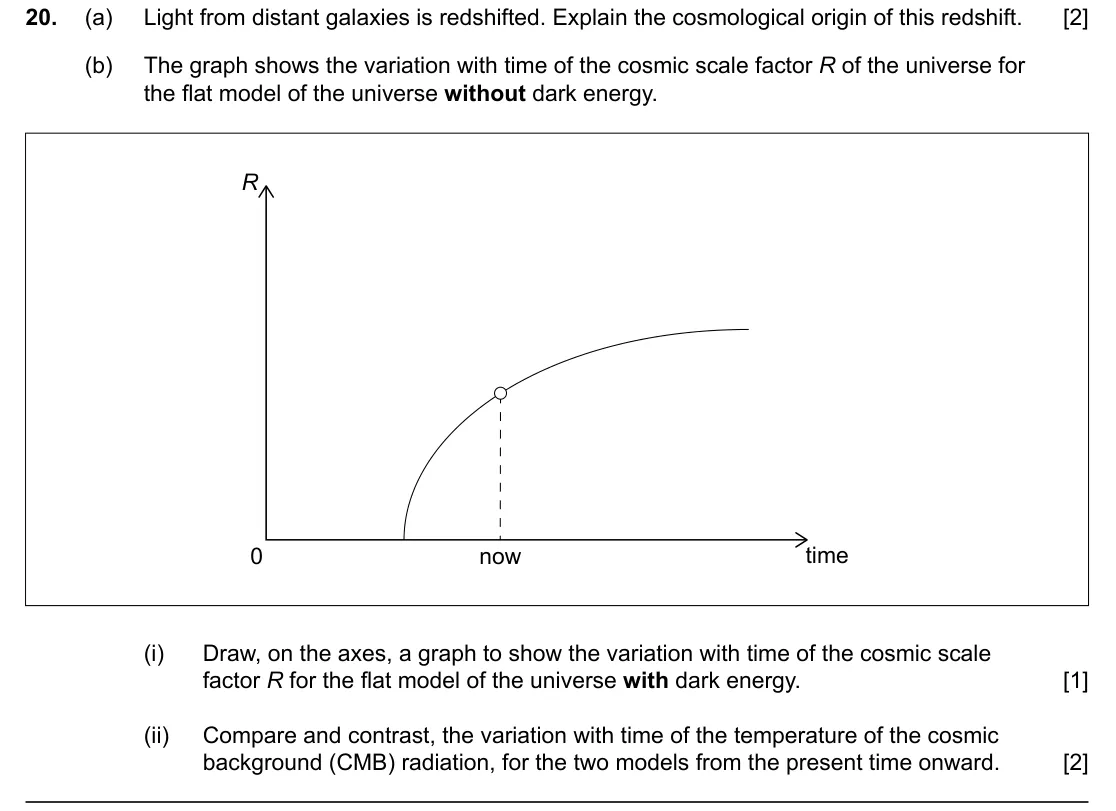 20. (a) Light from distant galaxies is redshifted. Explain the cosmological origin of this redshift. [2]
(b) The graph shows the variation with time of the cosmic scale factor R of the universe for
the flat model of the universe without dark energy.
R
0 now time
(i) Draw, on the axes, a graph to show the variation with time of the cosmic scale
factor R for the flat model of the universe with dark energy. [1]
(ii) Compare and contrast, the variation with time of the temperature of the cosmic
background (CMB) radiation, for the two models from the present time onward. [2]